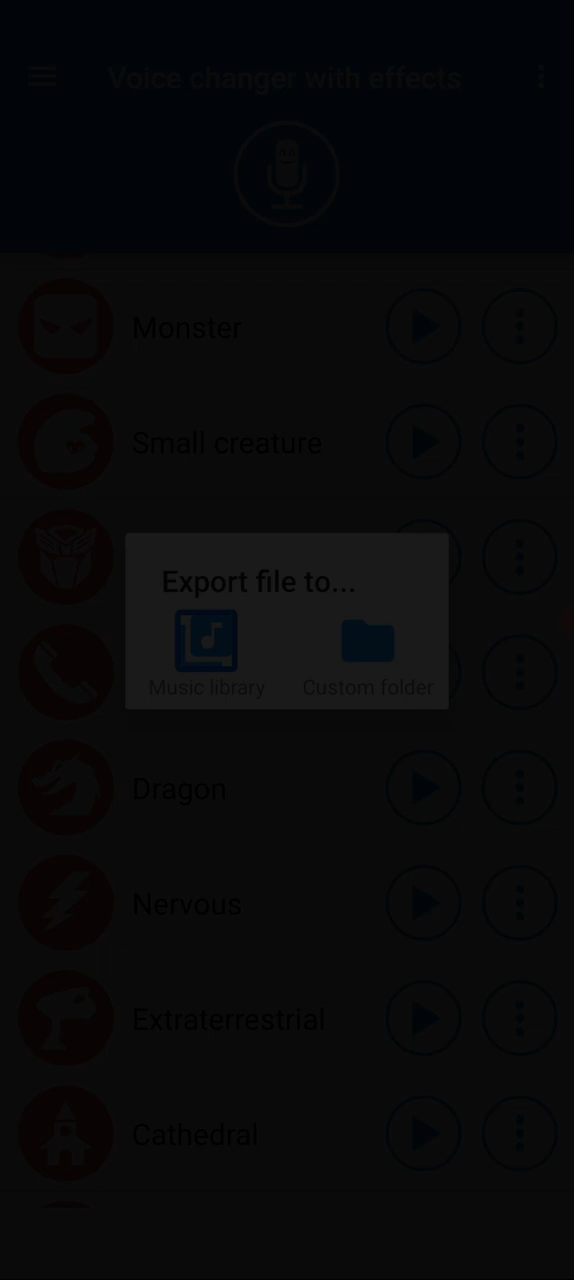 Voice changer with effects
Monster
Small creature
Export file to...
Music library
Custom folder
Dragon
Nervous
Extraterrestrial
Cathedral